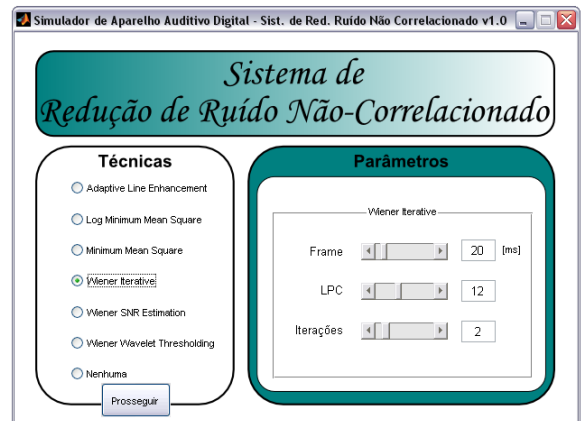 Simulador de Aparelho Auditivo Digital - Sist. de Red. Ruído Não Correlacionado v1.0
Sistema de
Redução de Ruído Não-Correlacionado
Técnicas
Adaptive Line Enhancement
Log Minimum Mean Square
Minimum Mean Square
Wiener Iterative
Wiener SNR Estimation
Wiener Wavelet Thresholding
Nenhuma
Prosseguir
Parâmetros
Wiener Iterative
Frame 20 [ms]
LPC 12
Iterações 2